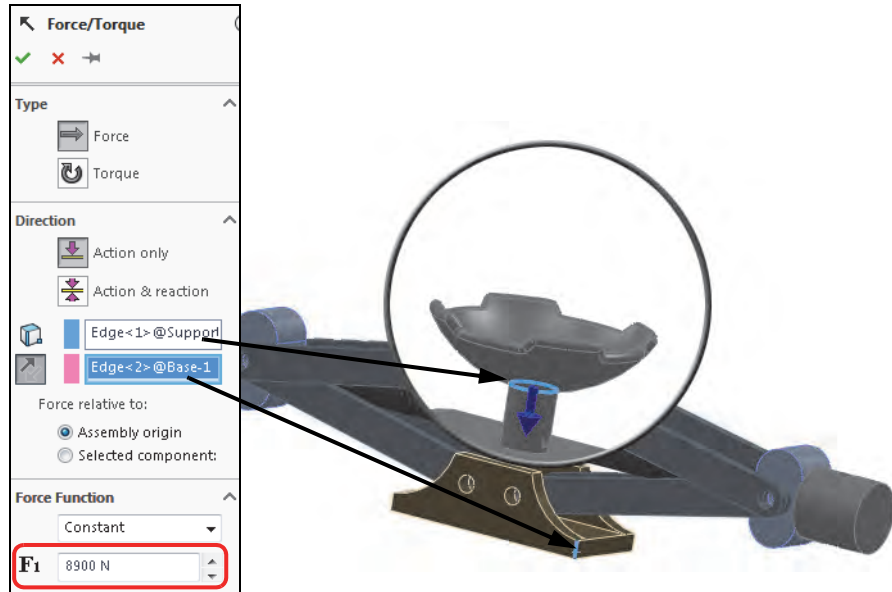 Force/Torque
Type
Force
Torque
Direction
Action only
Action & reaction
Edge<1>@Support
Edge<2>@Base-1
Force relative to:
Assembly origin
Selected component:
Force Function
Constant
F1 8900 N